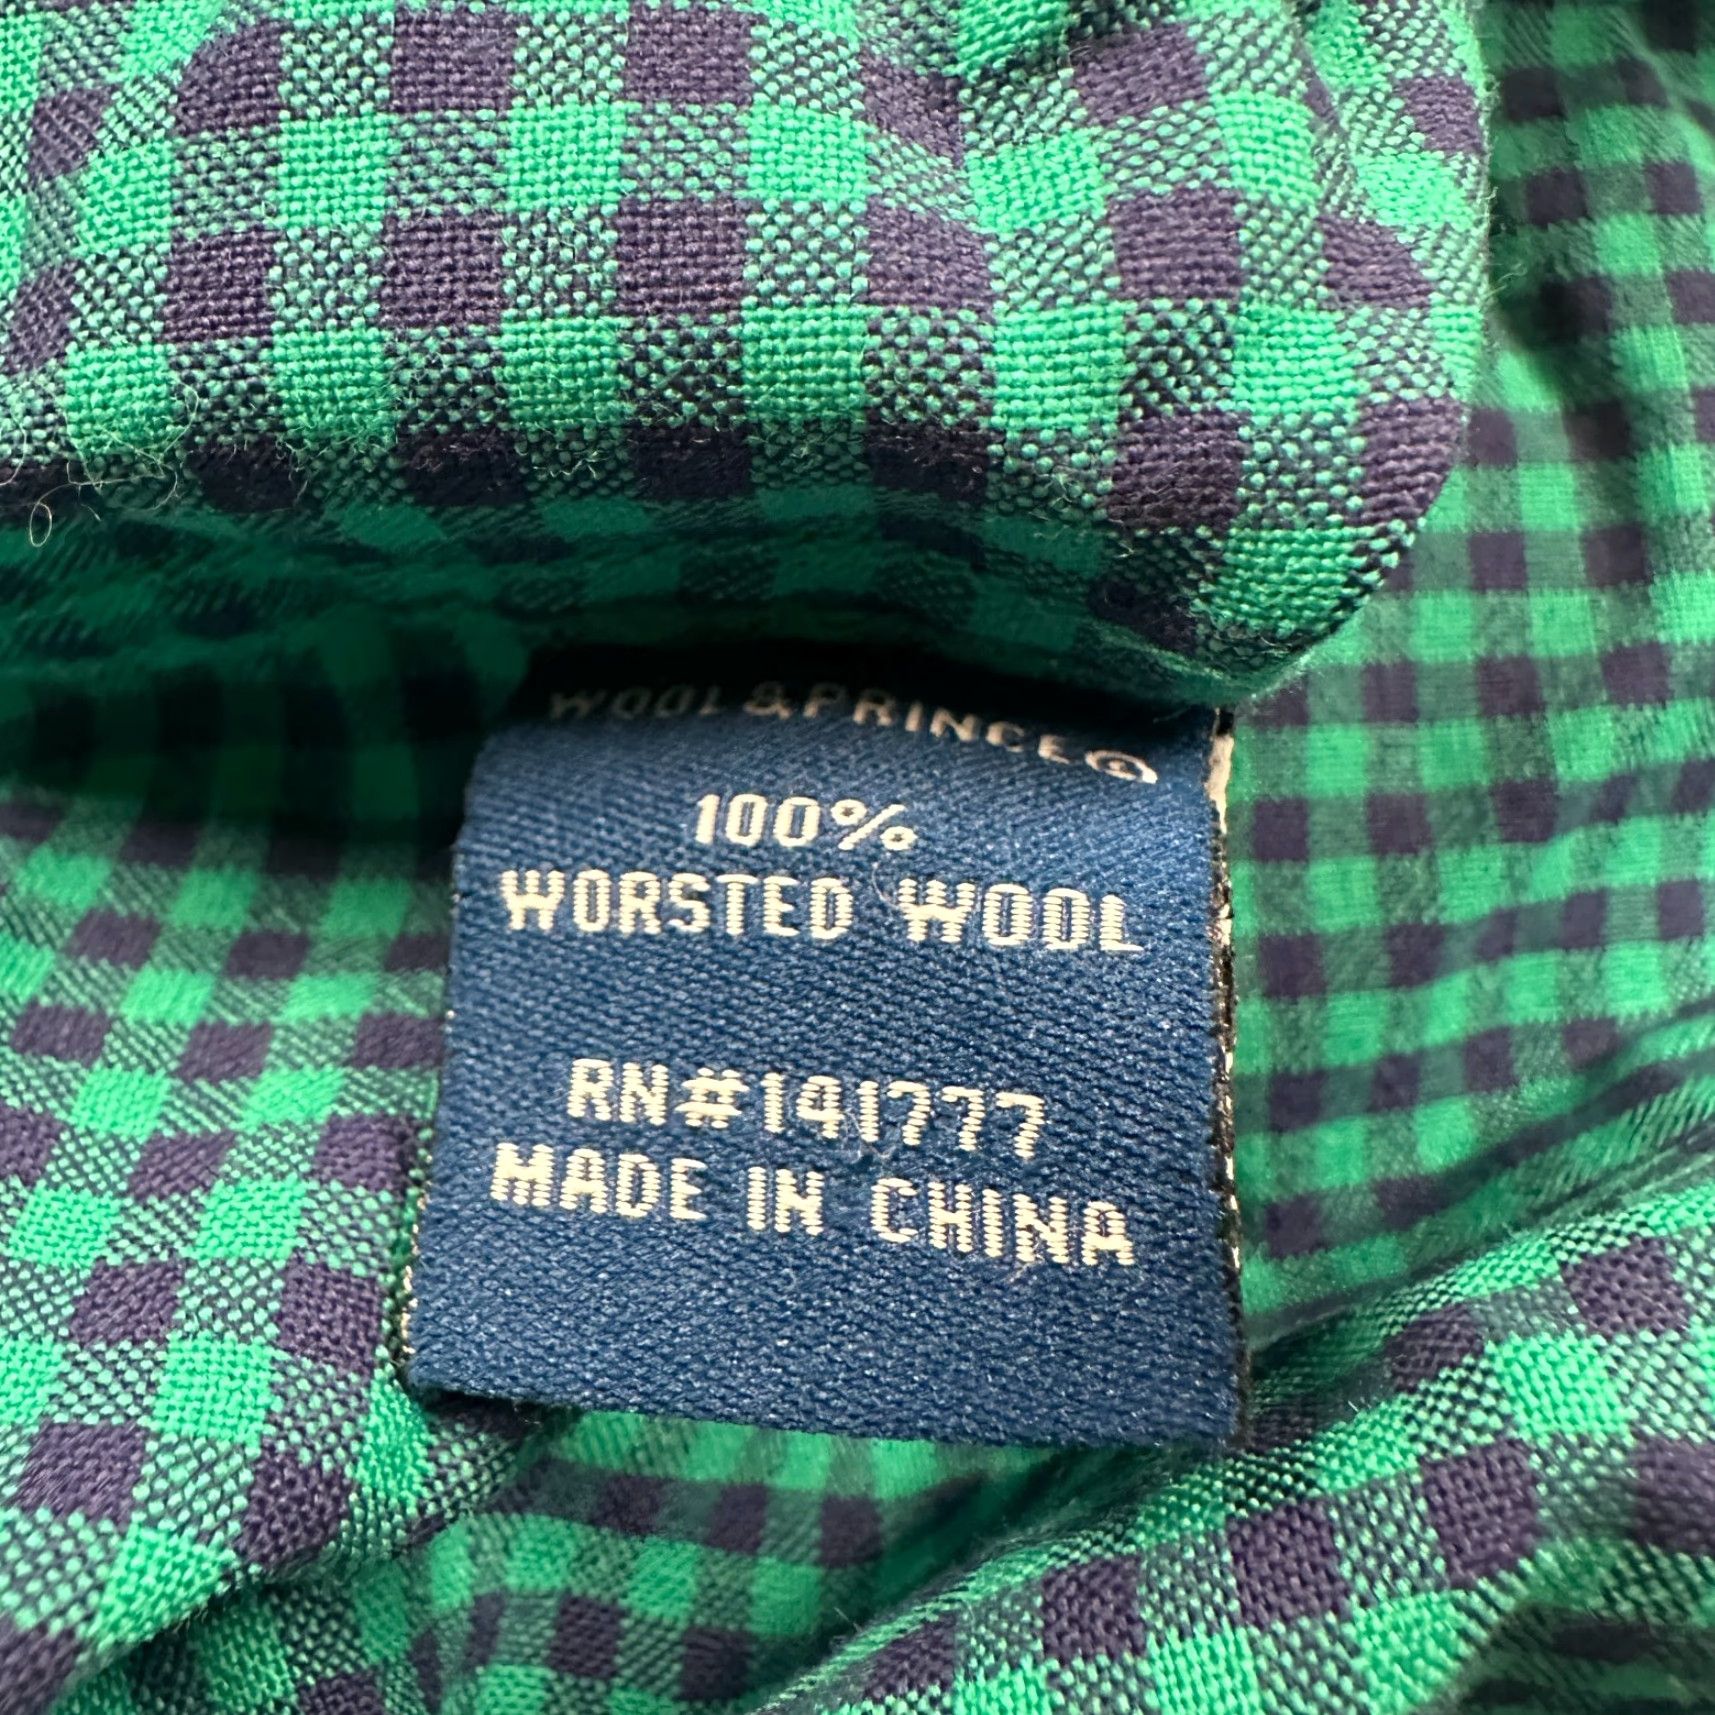 WOOL & PRINCE®
100%
WORSTED WOOL
RN#141777
MADE IN CHINA